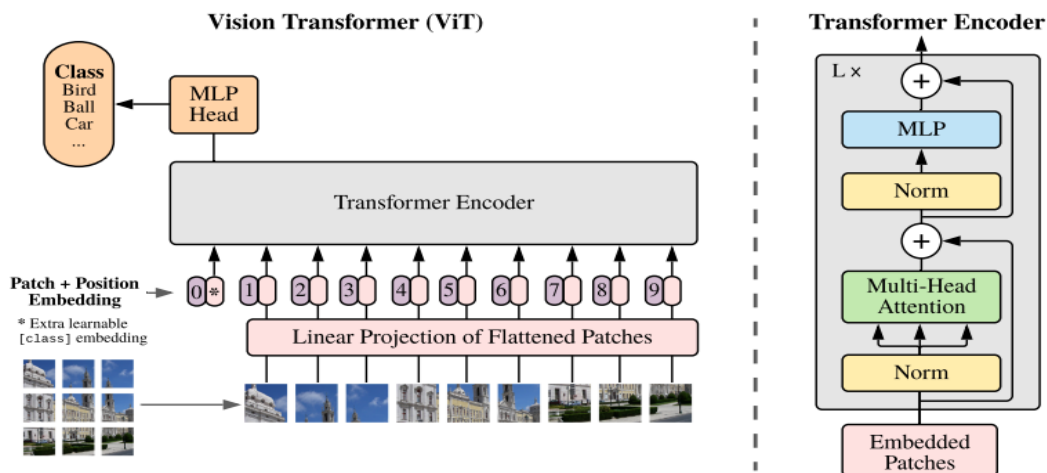 Vision Transformer (ViT)
Class
Bird
Ball
Car
...
MLP
Head
Transformer Encoder
Patch + Position
Embedding
0 * 1 2 3 4 5 6 7 8 9
* Extra learnable
[class] embedding
Linear Projection of Flattened Patches
Transformer Encoder
L ×
+
MLP
Norm
+
Multi-Head
Attention
Norm
Embedded
Patches